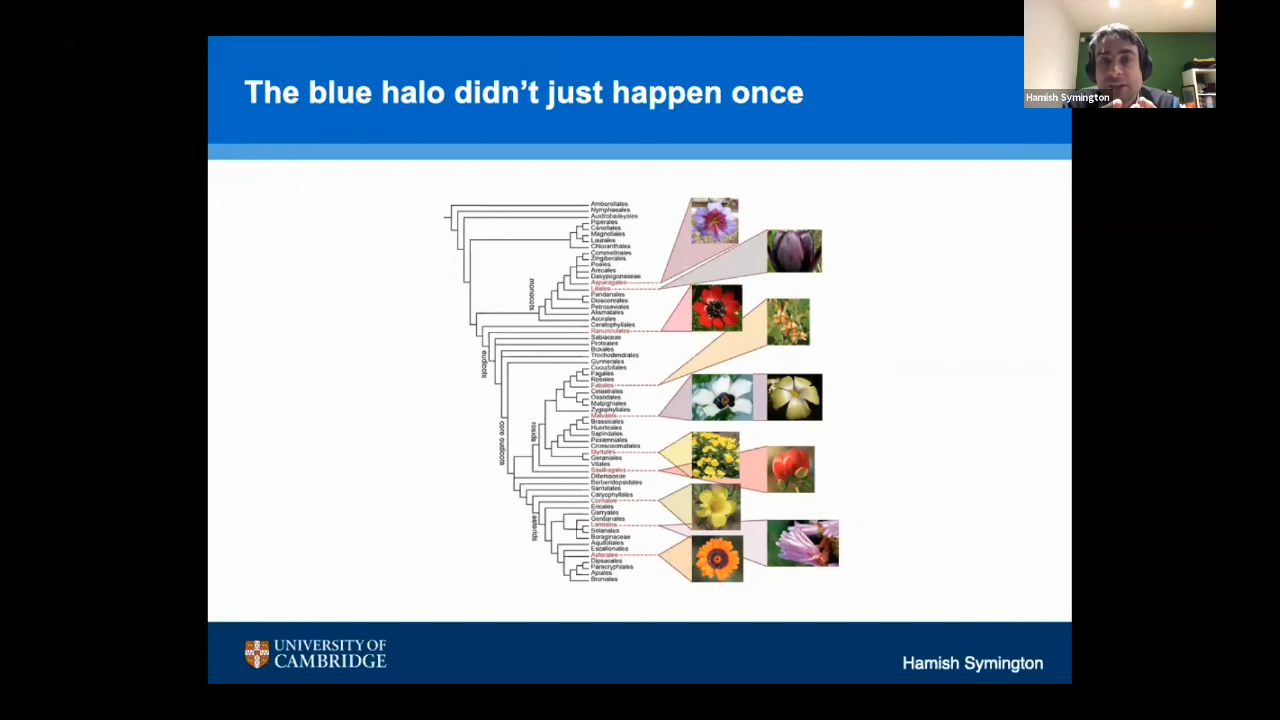 The blue halo didn't just happen once
Hamish Symington
Amborellales
Nymphaeales
Austrobaileyales
Piperales
Canellales
Magnoliales
Laurales
Chloranthales
Commelinales
Zingiberales
Poales
Arecales
Dasypogonaceae
Asparagales
Liliales
Pandanales
Dioscoreales
Petrosaviales
Alismatales
Acorales
Ceratophyllales
Ranunculales
Sabiaceae
Proteales
Buxales
Trochodendrales
Gunnerales
Cucurbitales
Fagales
Rosales
Fabales
Celastrales
Oxalidales
Malpighiales
Zygophyllales
Malvales
Brassicales
Huerteales
Sapindales
Picramniales
Crossosomatales
Myrtales
Geraniales
Vitales
Saxifragales
Dilleniaceae
Berberidopsidales
Santalales
Caryophyllales
Cornales
Ericales
Garryales
Gentianales
Lamiales
Solanales
Boraginaceae
Aquifoliales
Escalloniales
Asterales
Dipsacales
Paracryphiales
Apiales
Bruniales
monocots
eudicots
core eudicots
rosids
asterids
UNIVERSITY OF
CAMBRIDGE
Hamish Symington